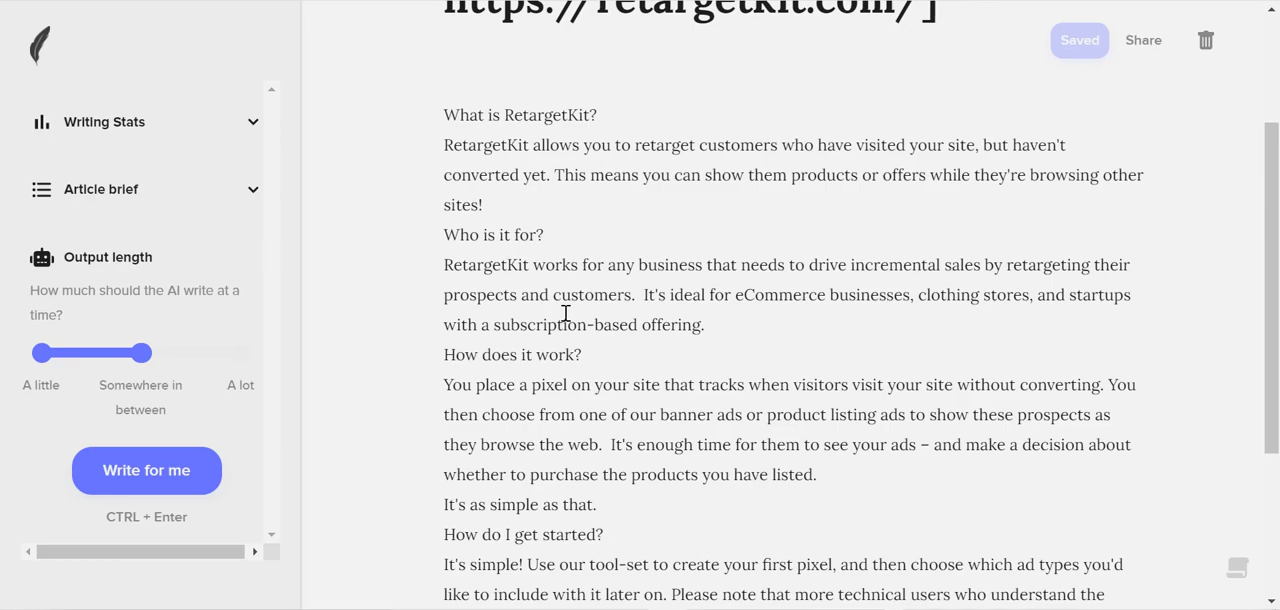 https://retargetkit.com/]
Saved
Share
Writing Stats
Article brief
Output length
How much should the AI write at a
time?
A little
Somewhere in
between
A lot
Write for me
CTRL + Enter
What is RetargetKit?
RetargetKit allows you to retarget customers who have visited your site, but haven't
converted yet. This means you can show them products or offers while they're browsing other
sites!
Who is it for?
RetargetKit works for any business that needs to drive incremental sales by retargeting their
prospects and customers.  It's ideal for eCommerce businesses, clothing stores, and startups
with a subscription-based offering.
How does it work?
You place a pixel on your site that tracks when visitors visit your site without converting. You
then choose from one of our banner ads or product listing ads to show these prospects as
they browse the web.  It's enough time for them to see your ads – and make a decision about
whether to purchase the products you have listed.
It's as simple as that.
How do I get started?
It's simple! Use our tool-set to create your first pixel, and then choose which ad types you'd
like to include with it later on. Please note that more technical users who understand the